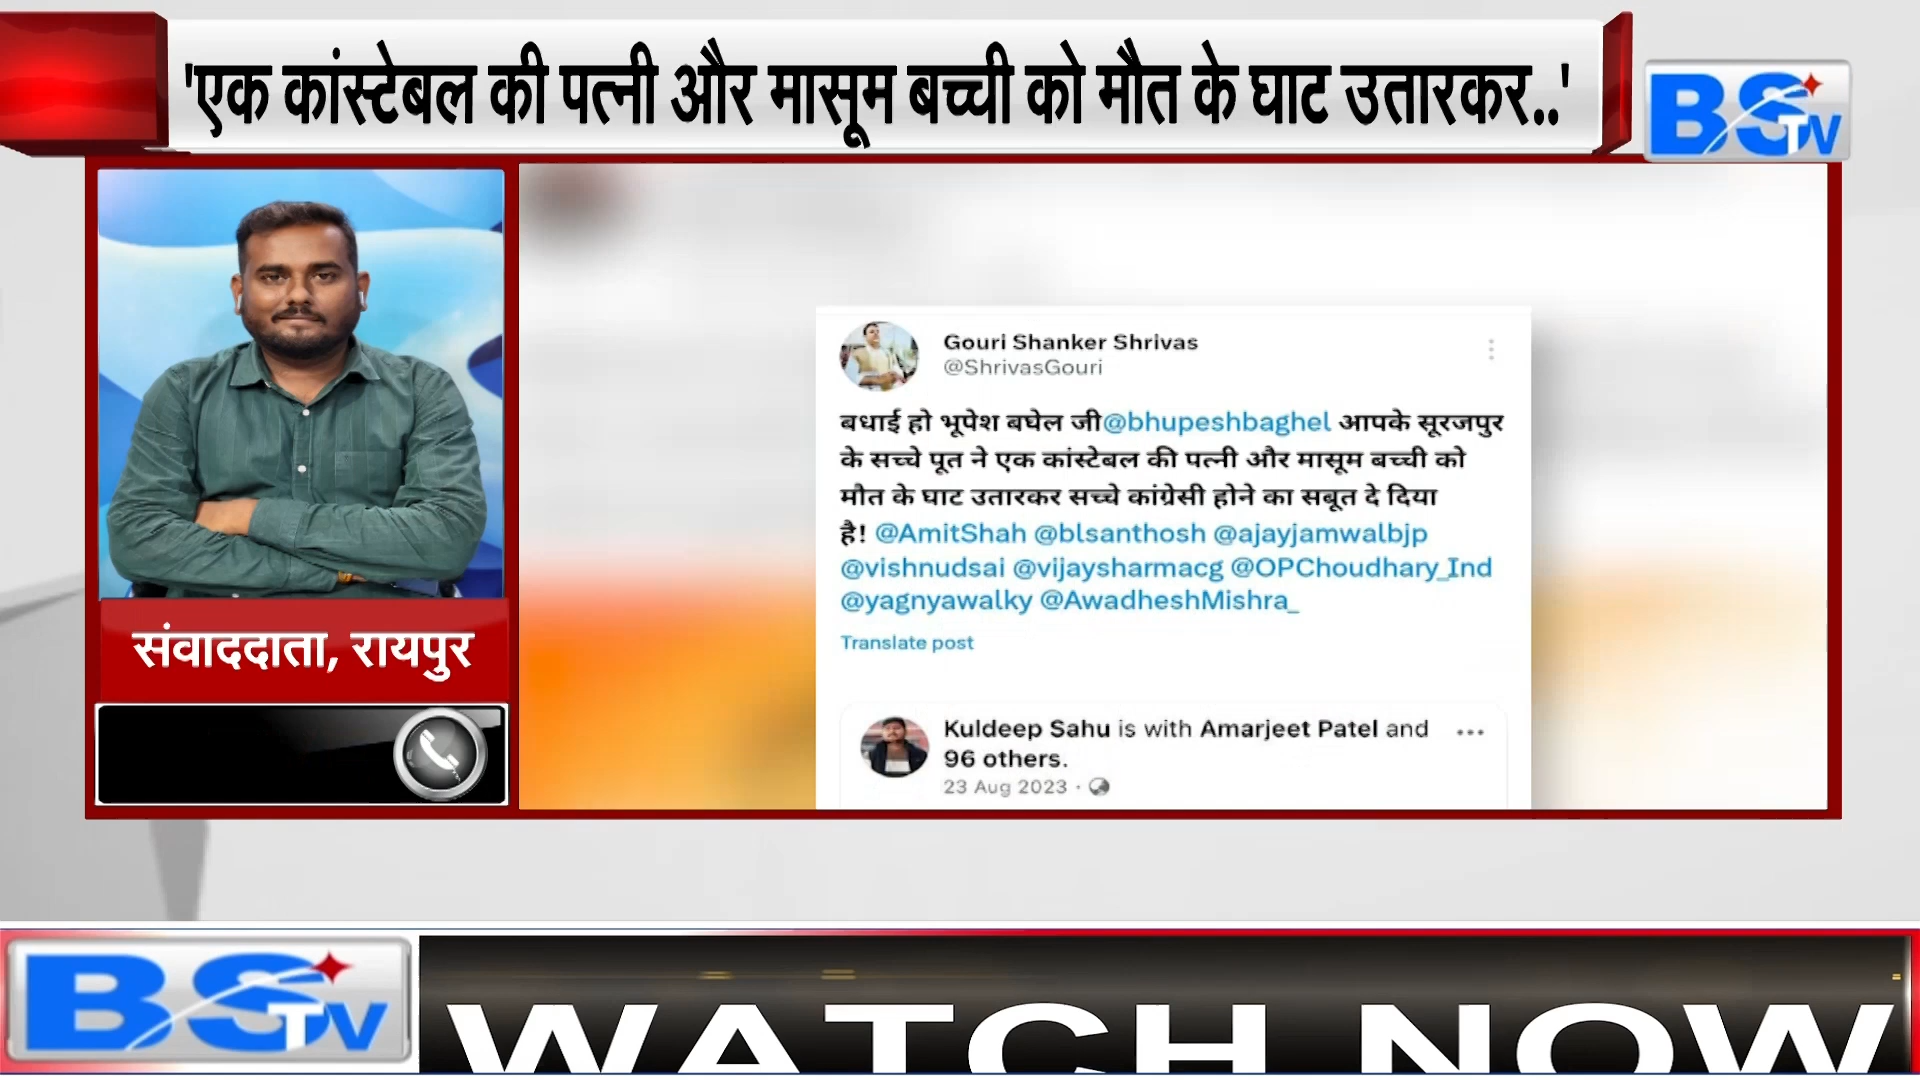 'एक कांस्टेबल की पत्नी और मासूम बच्ची को मौत के घाट उतारकर..'
BSTV
संवाददाता, रायपुर
Gouri Shanker Shrivas
@ShrivasGouri
बधाई हो भूपेश बघेल जी@bhupeshbaghel आपके सूरजपुर
के सच्चे पूत ने एक कांस्टेबल की पत्नी और मासूम बच्ची को
मौत के घाट उतारकर सच्चे कांग्रेसी होने का सबूत दे दिया
है! @AmitShah @blsanthosh @ajayjamwalbjp
@vishnudsai @vijaysharmacg @OPChoudhary_Ind
@yagnyawalky @AwadheshMishra_
Translate post
Kuldeep Sahu is with Amarjeet Patel and
96 others.
23 Aug 2023
BSTV
WATCH NOW